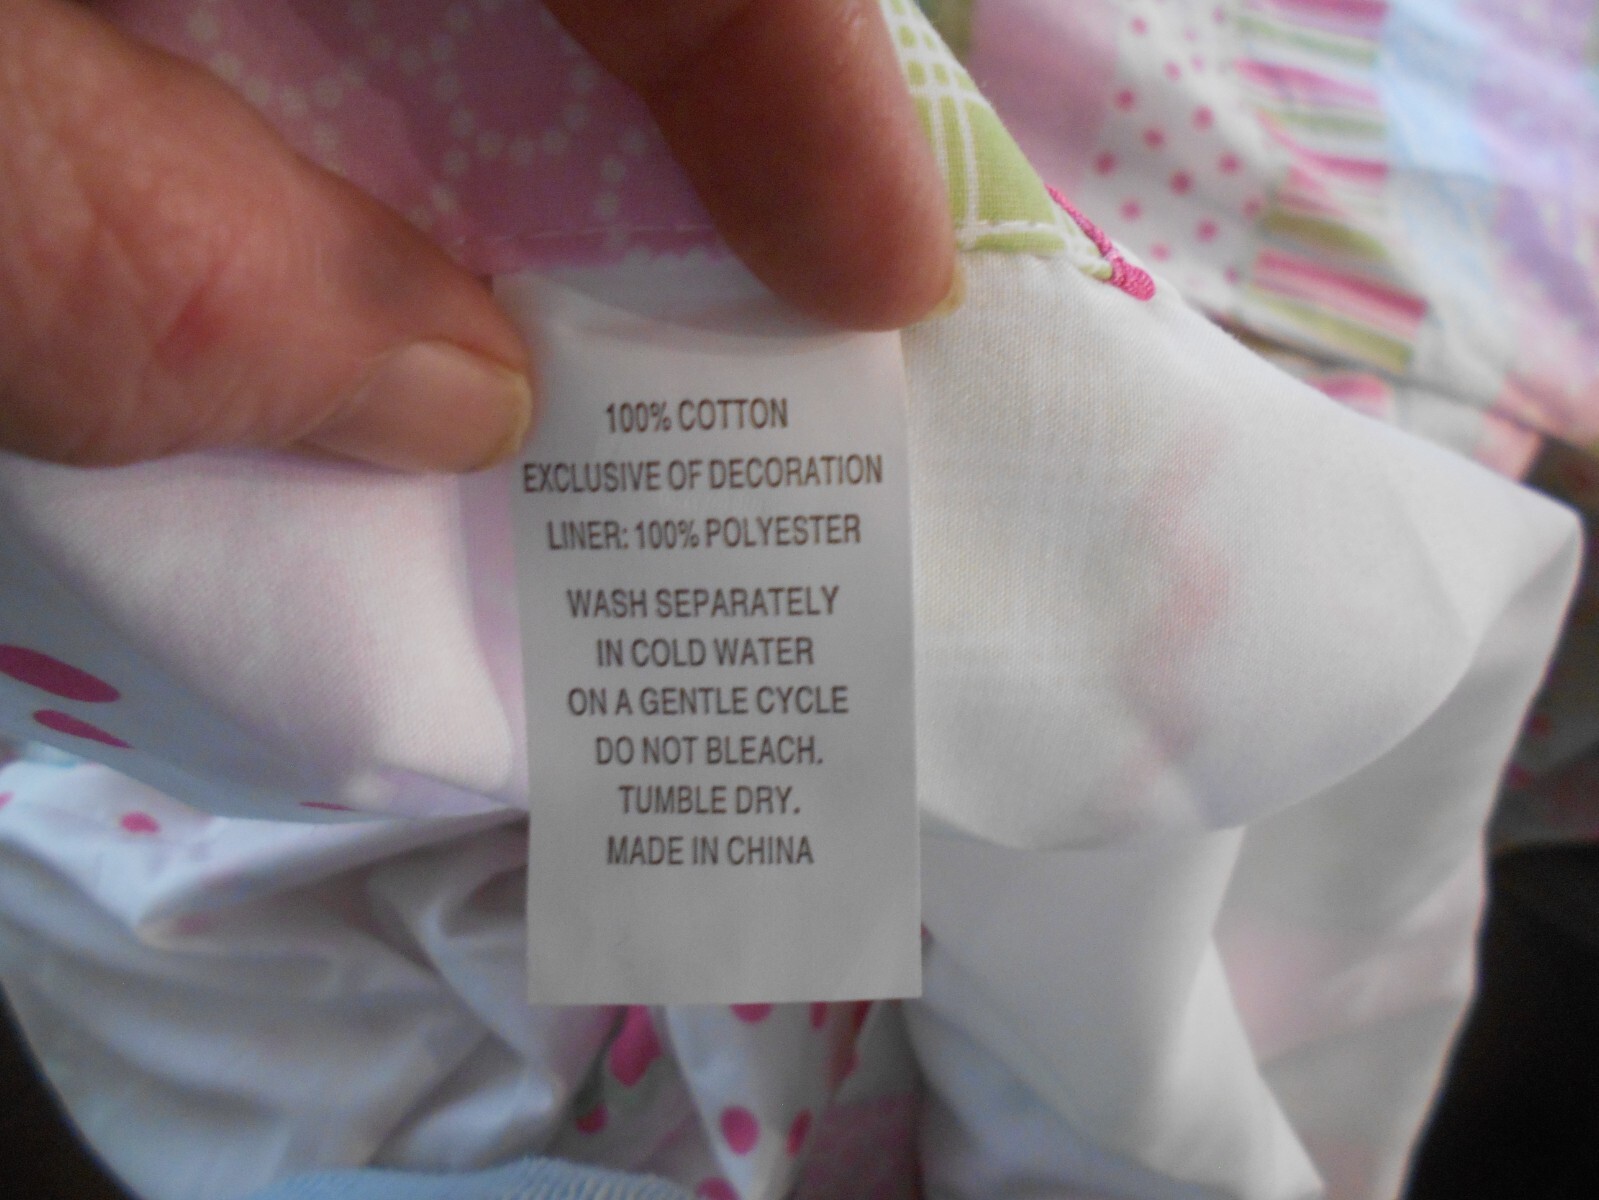 100% COTTON
EXCLUSIVE OF DECORATION
LINER: 100% POLYESTER
WASH SEPARATELY
IN COLD WATER
ON A GENTLE CYCLE
DO NOT BLEACH.
TUMBLE DRY.
MADE IN CHINA